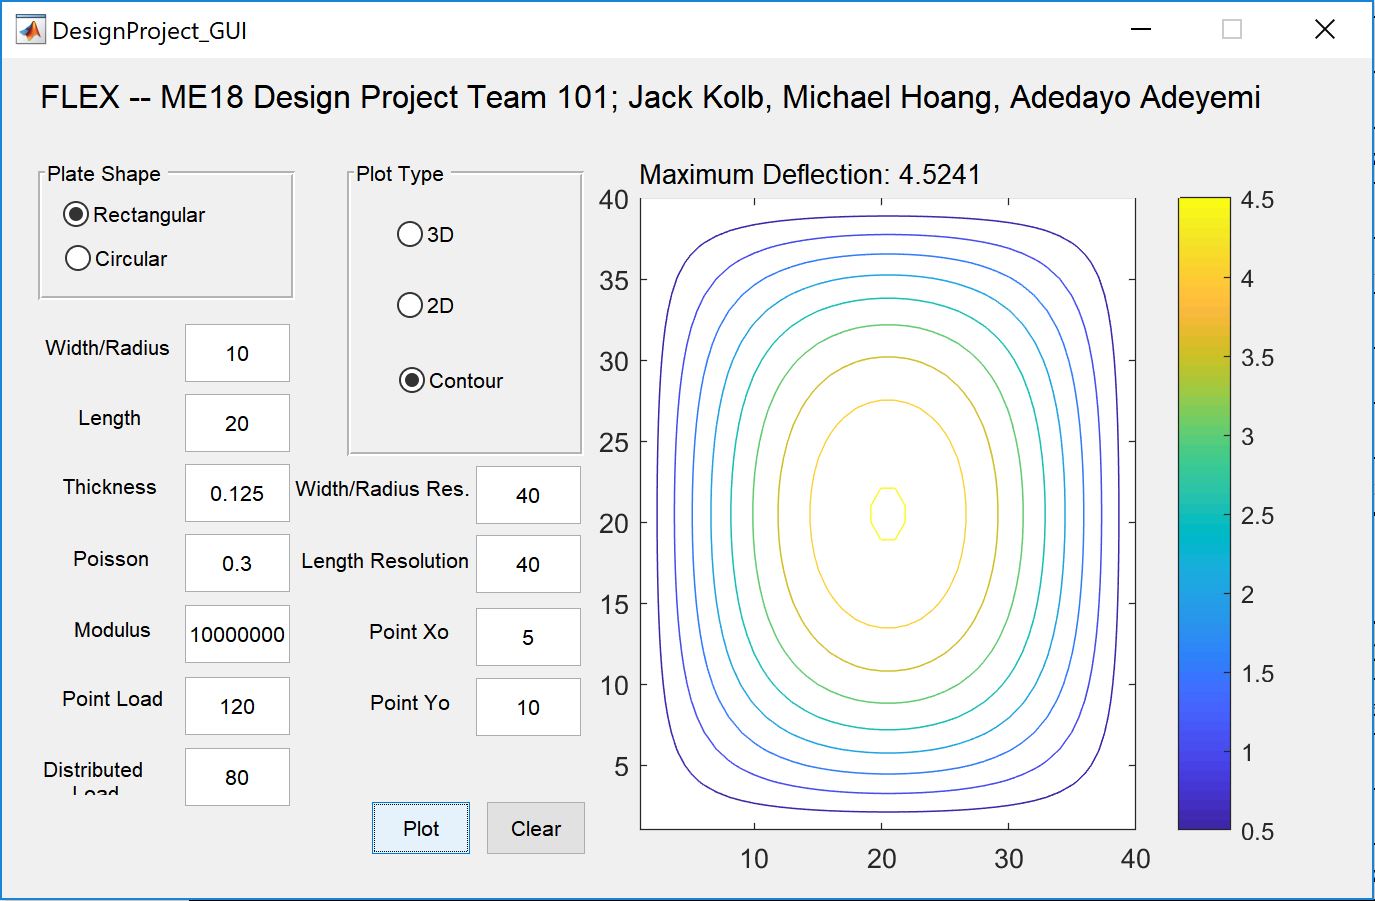 DesignProject_GUI
FLEX -- ME18 Design Project Team 101; Jack Kolb, Michael Hoang, Adedayo Adeyemi
Plate Shape
Rectangular
Circular
Plot Type
3D
2D
Contour
Width/Radius 10
Length 20
Thickness 0.125
Poisson 0.3
Modulus 10000000
Point Load 120
Distributed
Load 80
Width/Radius Res. 40
Length Resolution 40
Point Xo 5
Point Yo 10
Plot Clear
Maximum Deflection: 4.5241
40
35
30
25
20
15
10
5
10 20 30 40
4.5
4
3.5
3
2.5
2
1.5
1
0.5